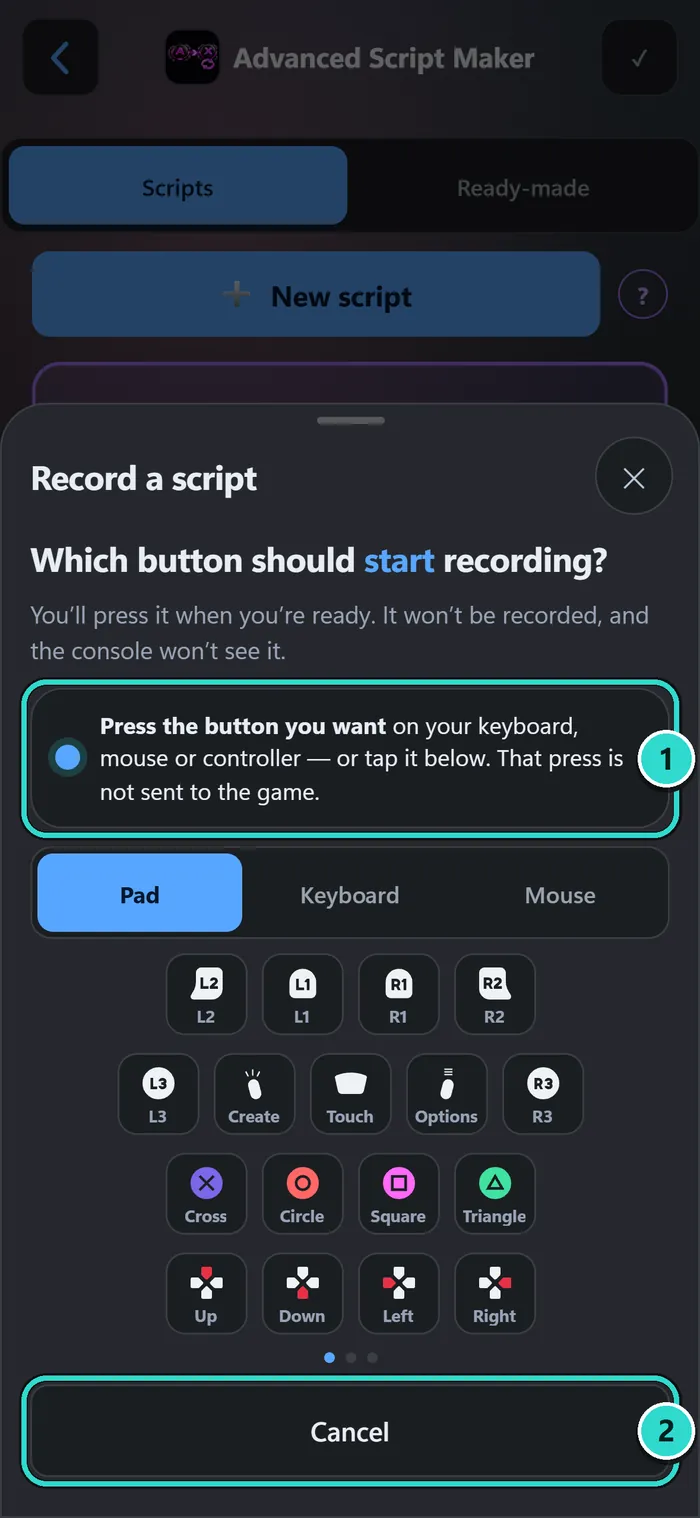 Advanced Script Maker
✓
Scripts
Ready-made
+ New script
?
Record a script
Which button should start recording?
You’ll press it when you’re ready. It won’t be recorded, and
the console won’t see it.
Press the button you want on your keyboard,
mouse or controller — or tap it below. That press is
not sent to the game.
1
Pad
Keyboard
Mouse
L2
L2
L1
L1
R1
R1
R2
R2
L3
L3
Create
Touch
Options
R3
R3
Cross
Circle
Square
Triangle
Up
Down
Left
Right
Cancel
2